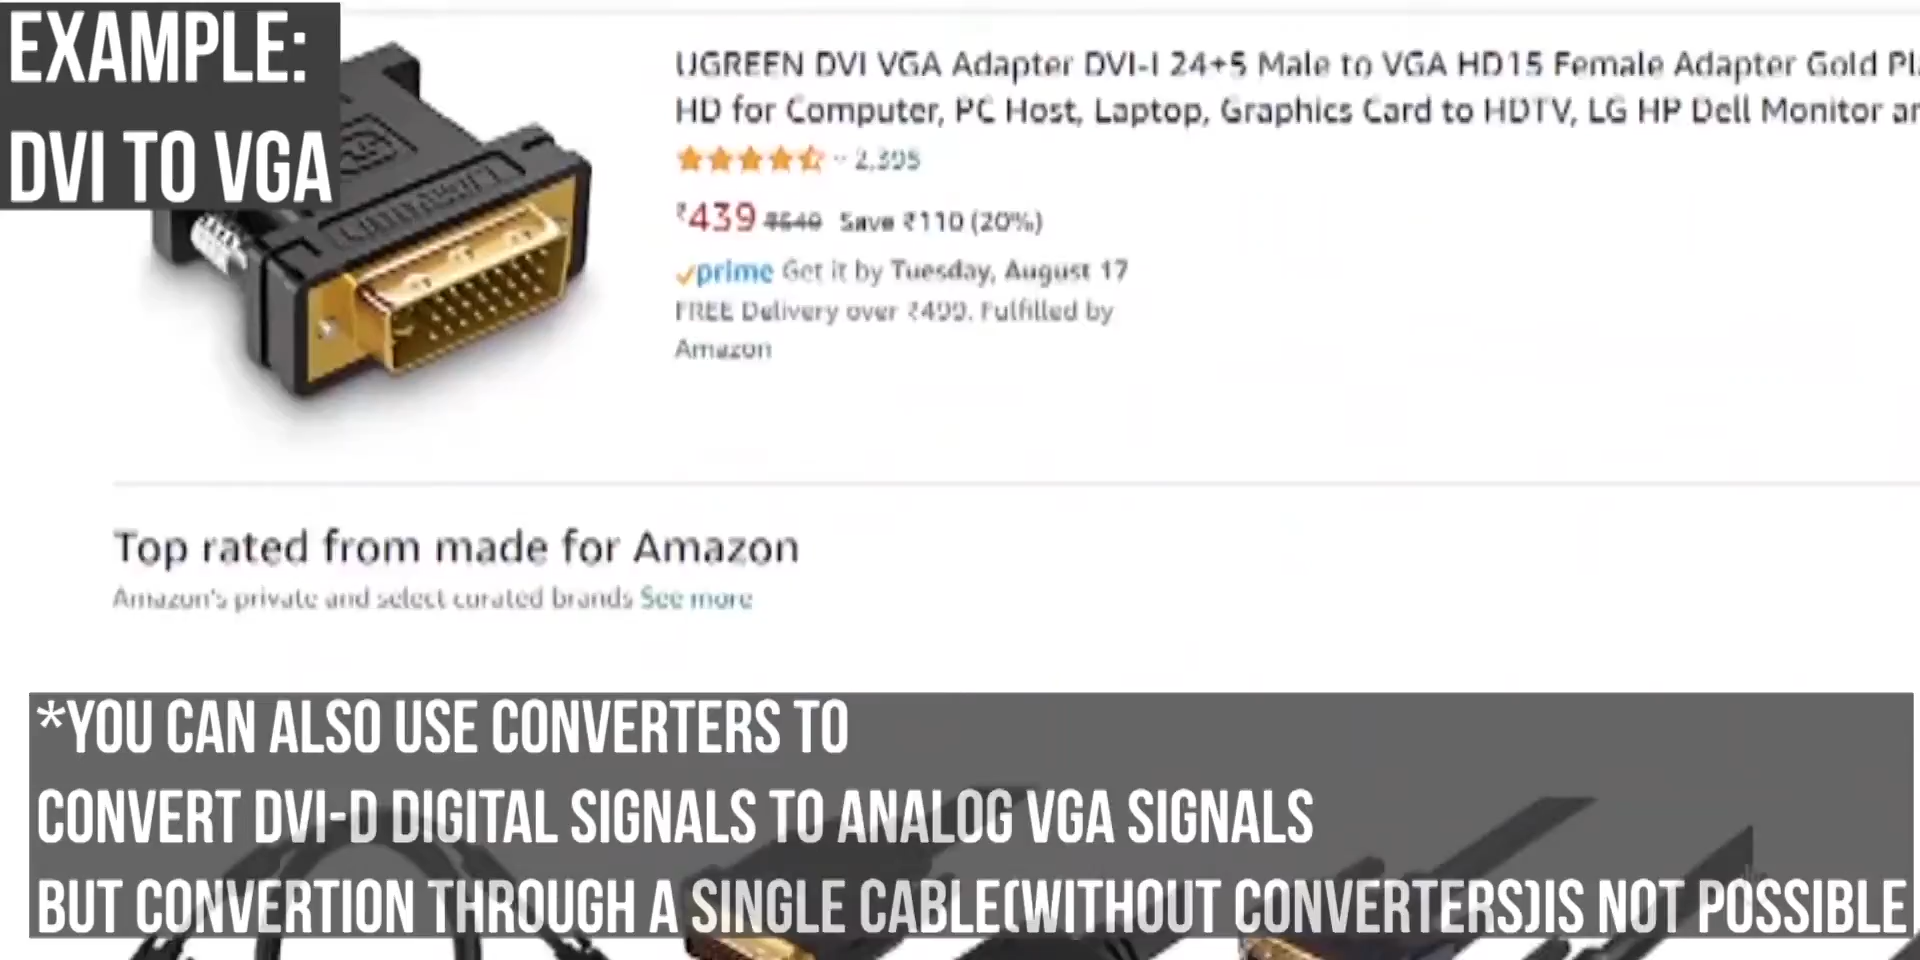 EXAMPLE:
DVI TO VGA
UGREEN DVI VGA Adapter DVI-I 24+5 Male to VGA HD15 Female Adapter Gold
HD for Computer, PC Host, Laptop, Graphics Card to HDTV, LG HP Dell Monitor
2,305
₹439 ₹549 Save ₹110 (20%)
prime Get it by Tuesday, August 17
FREE Delivery over ₹499. Fulfilled by
Amazon
Top rated from made for Amazon
Amazon's private and select curated brands See more
*YOU CAN ALSO USE CONVERTERS TO
CONVERT DVI-D DIGITAL SIGNALS TO ANALOG VGA SIGNALS
BUT CONVERTION THROUGH A SINGLE CABLE(WITHOUT CONVERTERS)IS NOT POSSIBLE